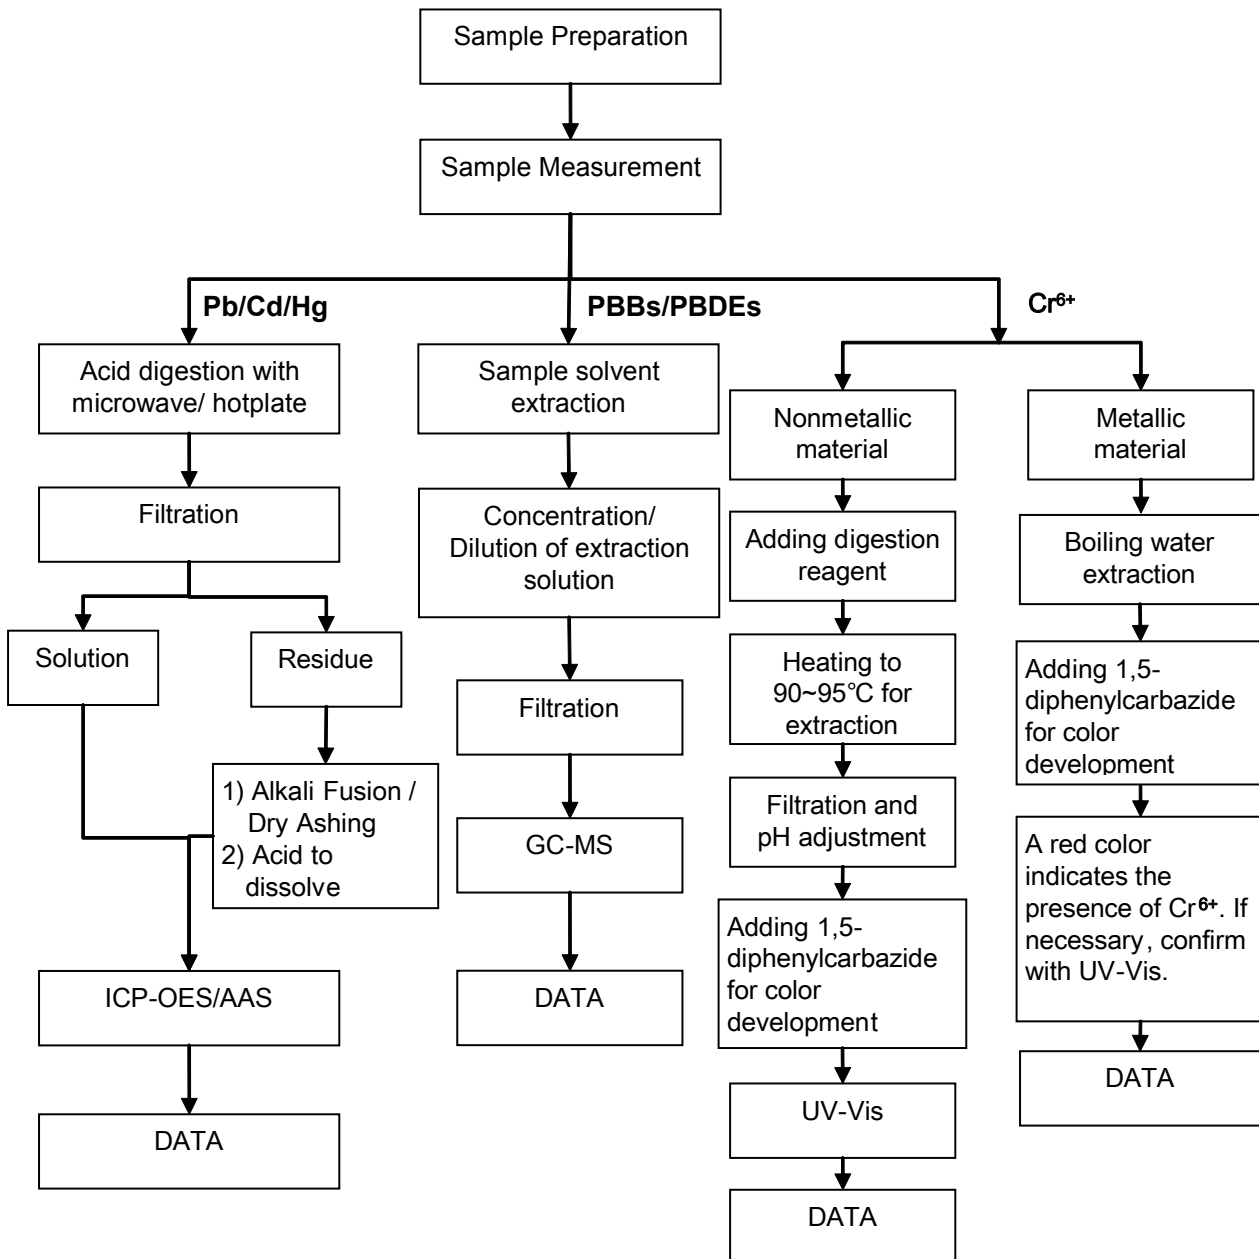 Sample Preparation
Sample Measurement
Pb/Cd/Hg
Acid digestion with
microwave/ hotplate
Filtration
Solution
Residue
1) Alkali Fusion /
Dry Ashing
2) Acid to
dissolve
ICP-OES/AAS
DATA
PBBs/PBDEs
Sample solvent
extraction
Concentration/
Dilution of extraction
solution
Filtration
GC-MS
DATA
Cr⁶⁺
Nonmetallic
material
Adding digestion
reagent
Heating to
90~95℃ for
extraction
Filtration and
pH adjustment
Adding 1,5-
diphenylcarbazide
for color
development
UV-Vis
DATA
Metallic
material
Boiling water
extraction
Adding 1,5-
diphenylcarbazide
for color
development
A red color
indicates the
presence of Cr⁶⁺. If
necessary, confirm
with UV-Vis.
DATA